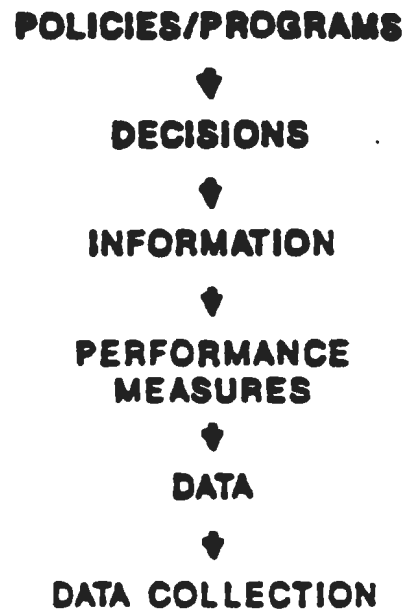 POLICIES/PROGRAMS
DECISIONS
INFORMATION
PERFORMANCE
MEASURES
DATA
DATA COLLECTION